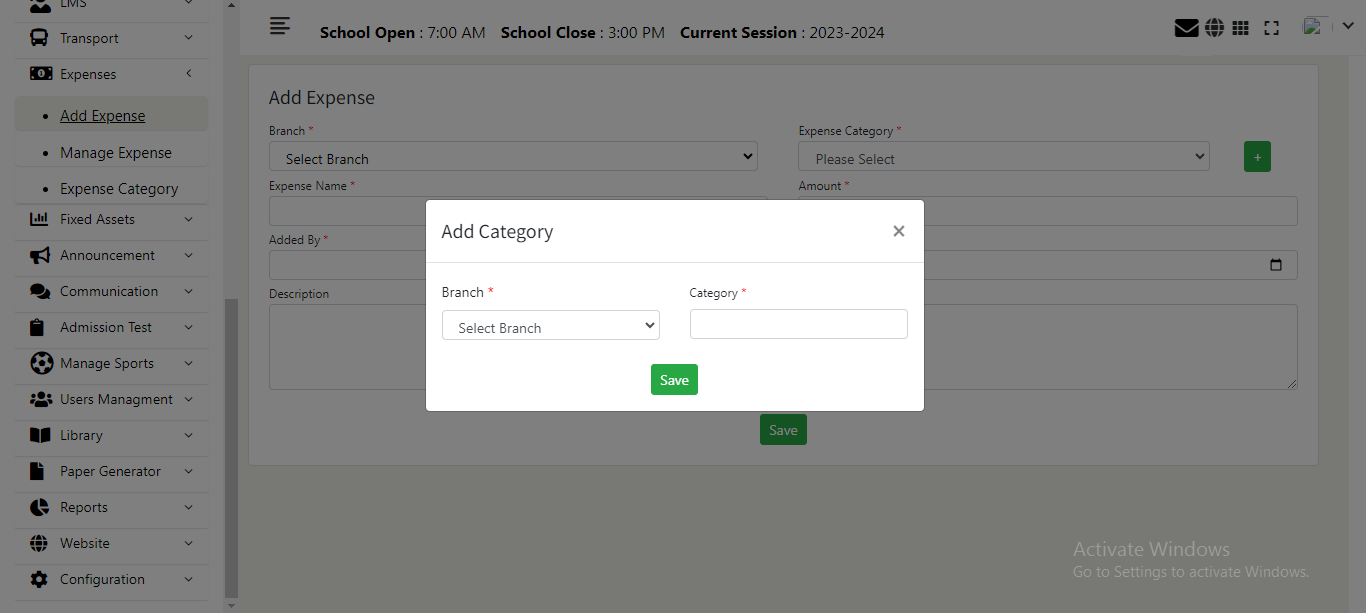 LMS
Transport
Expenses
Add Expense
Manage Expense
Expense Category
Fixed Assets
Announcement
Communication
Admission Test
Manage Sports
Users Managment
Library
Paper Generator
Reports
Website
Configuration
School Open : 7:00 AM School Close : 3:00 PM Current Session : 2023-2024
Add Expense
Branch * Expense Category *
Select Branch Please Select +
Expense Name * Amount *
Added By *
Description
Save
Add Category ×
Branch * Category *
Select Branch
Save
Activate Windows
Go to Settings to activate Windows.